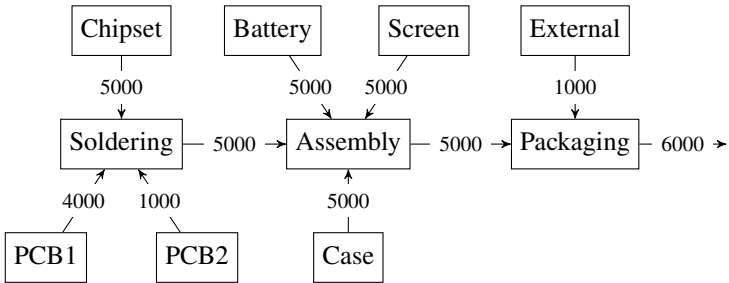 Chipset
Battery
Screen
External
5000
5000
5000
1000
Soldering
5000
Assembly
5000
Packaging
6000
4000
1000
5000
PCB1
PCB2
Case